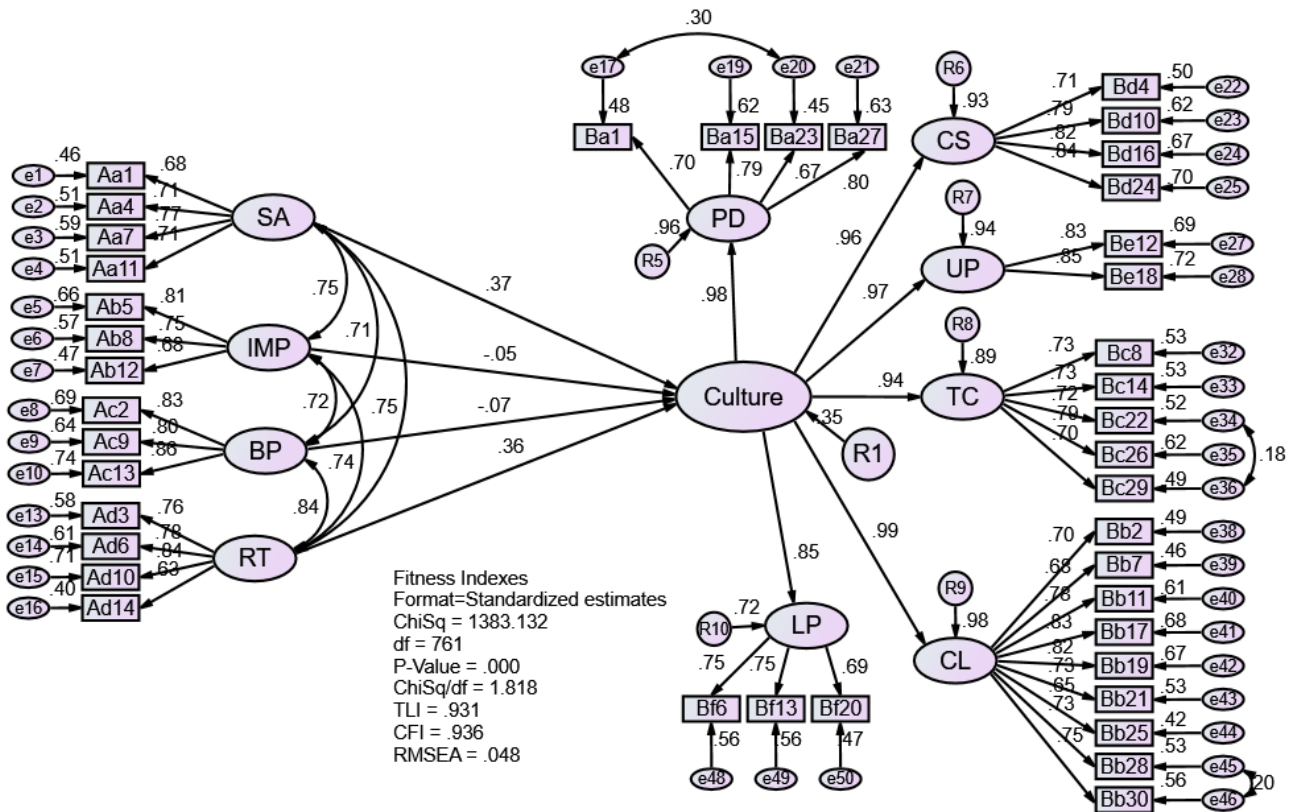 .30
e17
e19
e20
e21
.48
.62
.45
.63
Ba1
Ba15
Ba23
Ba27
.70
.79
.67
.80
PD
.96
R5
.98
R6
.93
CS
.96
.71
.79
.82
.84
Bd4
.50
e22
Bd10
.62
e23
Bd16
.67
e24
Bd24
.70
e25
R7
.94
UP
.97
.83
.85
Be12
.69
e27
Be18
.72
e28
R8
.89
TC
.94
.73
.73
.72
.79
.70
Bc8
.53
e32
Bc14
.53
e33
Bc22
.52
e34
Bc26
.62
e35
Bc29
.49
e36
.18
R9
.98
CL
.99
.70
.68
.78
.83
.82
.73
.65
.73
.75
Bb2
.49
e38
Bb7
.46
e39
Bb11
.61
e40
Bb17
.68
e41
Bb19
.67
e42
Bb21
.53
e43
Bb25
.42
e44
Bb28
.53
e45
Bb30
.56
e46
.20
e1
.46
Aa1
.68
e2
.51
Aa4
.71
e3
.59
Aa7
.77
e4
.51
Aa11
.71
SA
e5
.66
Ab5
.81
e6
.57
Ab8
.75
e7
.47
Ab12
.68
IMP
e8
.69
Ac2
.83
e9
.64
Ac9
.80
e10
.74
Ac13
.86
BP
e13
.58
Ad3
.76
e14
.61
Ad6
.78
e15
.71
Ad10
.84
e16
.40
Ad14
.63
RT
.75
.71
.75
.72
.74
.84
.37
-.05
-.07
.36
Culture
.35
R1
.85
R10
.72
LP
.75
.75
.69
Bf6
Bf13
Bf20
.56
.56
.47
e48
e49
e50
Fitness Indexes
Format=Standardized estimates
ChiSq = 1383.132
df = 761
P-Value = .000
ChiSq/df = 1.818
TLI = .931
CFI = .936
RMSEA = .048